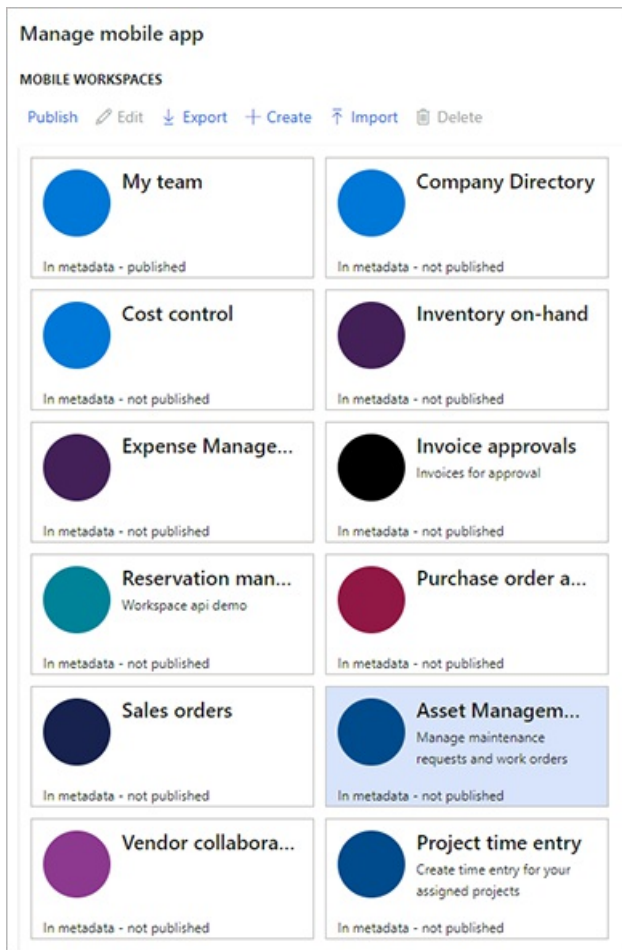 Manage mobile app
MOBILE WORKSPACES
Publish Edit Export Create Import Delete
My team
In metadata - published
Company Directory
In metadata - not published
Cost control
In metadata - not published
Inventory on-hand
In metadata - not published
Expense Manage...
In metadata - not published
Invoice approvals
Invoices for approval
In metadata - not published
Reservation man...
Workspace api demo
In metadata - not published
Purchase order a...
In metadata - not published
Sales orders
In metadata - not published
Asset Managem...
Manage maintenance
requests and work orders
In metadata - not published
Vendor collabora...
In metadata - not published
Project time entry
Create time entry for your
assigned projects
In metadata - not published